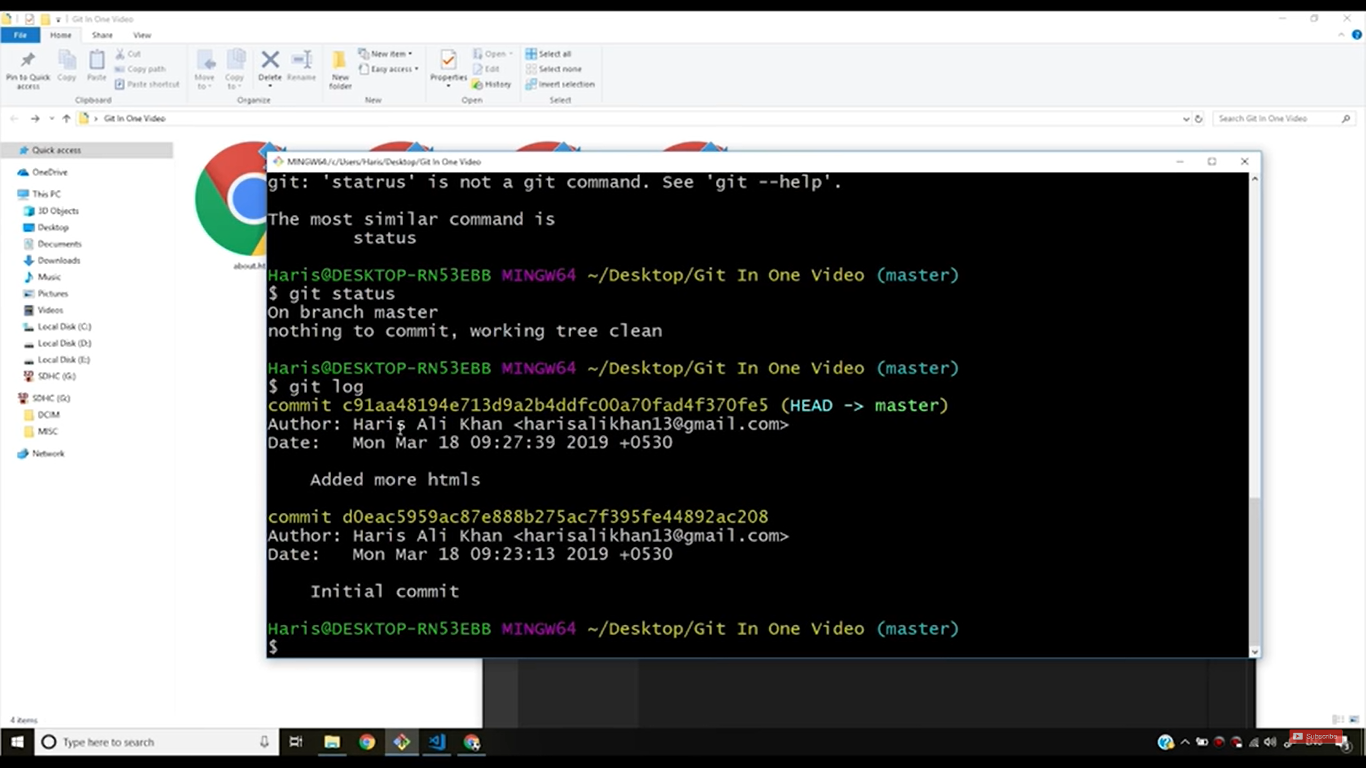 Git In One Video
File Home Share View
Pin to Quick access
Copy
Paste
Cut
Copy path
Paste shortcut
Clipboard
Move to
Copy to
Delete
Rename
Organize
New folder
New item
Easy access
New
Properties
Open
Edit
History
Open
Select all
Select none
Invert selection
Select
Git In One Video
Search Git In One Video
Quick access
OneDrive
This PC
3D Objects
Desktop
Documents
Downloads
Music
Pictures
Videos
Local Disk (C:)
Local Disk (D:)
Local Disk (E:)
SDHC (G:)
SDHC (G:)
DCIM
MISC
Network
about.ht
MINGW64:/c/Users/Haris/Desktop/Git In One Video
git: 'statrus' is not a git command. See 'git --help'.
The most similar command is
status
Haris@DESKTOP-RN53EBB MINGW64 ~/Desktop/Git In One Video (master)
$ git status
On branch master
nothing to commit, working tree clean
Haris@DESKTOP-RN53EBB MINGW64 ~/Desktop/Git In One Video (master)
$ git log
commit c91aa48194e713d9a2b4ddfc00a70fad4f370fe5 (HEAD -> master)
Author: Haris Ali Khan <harisalikhan13@gmail.com>
Date: Mon Mar 18 09:27:39 2019 +0530
Added more htmls
commit d0eac5959ac87e888b275ac7f395fe44892ac208
Author: Haris Ali Khan <harisalikhan13@gmail.com>
Date: Mon Mar 18 09:23:13 2019 +0530
Initial commit
Haris@DESKTOP-RN53EBB MINGW64 ~/Desktop/Git In One Video (master)
$
4 items
Type here to search
Subscribe